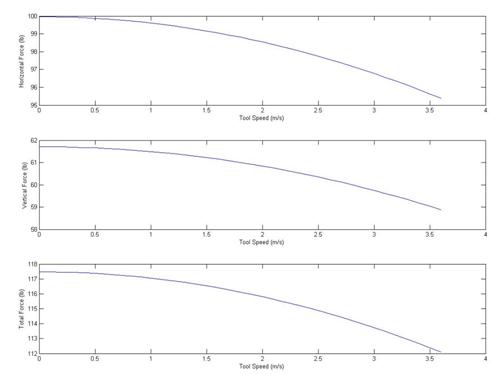 100
99
98
97
96
95
Horizontal Force (lb)
0 0.5 1 1.5 2 2.5 3 3.5 4
Tool Speed (m/s)
62
61
60
59
58
Vertical Force (lb)
0 0.5 1 1.5 2 2.5 3 3.5 4
Tool Speed (m/s)
118
117
116
115
114
113
112
Total Force (lb)
0 0.5 1 1.5 2 2.5 3 3.5 4
Tool Speed (m/s)